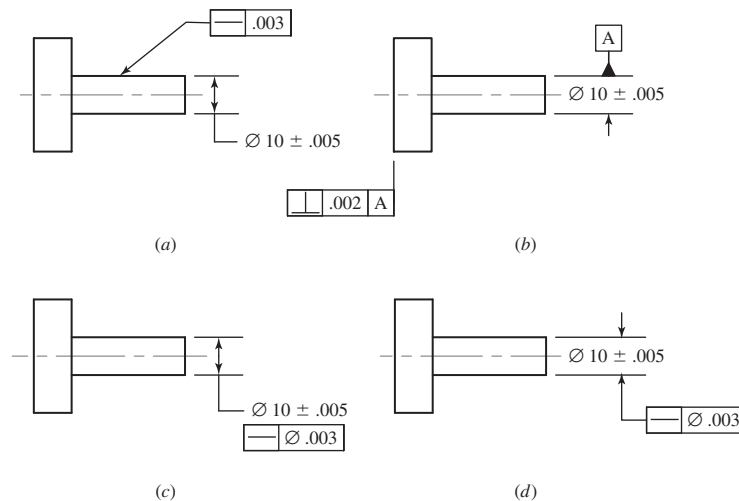 .003
∅ 10 ± .005
(a)
A
∅ 10 ± .005
.002 A
(b)
∅ 10 ± .005
∅ .003
(c)
∅ 10 ± .005
∅ .003
(d)